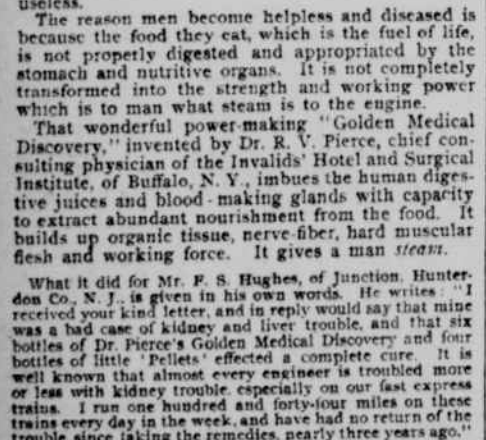 useless.
The reason men become helpless and diseased is
because the food they eat, which is the fuel of life,
is not properly digested and appropriated by the
stomach and nutritive organs. It is not completely
transformed into the strength and working power
which is to man what steam is to the engine.
That wonderful power-making "Golden Medical
Discovery," invented by Dr. R. V. Pierce, chief con-
sulting physician of the Invalids' Hotel and Surgical
Institute, of Buffalo, N. Y., imbues the human diges-
tive juices and blood-making glands with capacity
to extract abundant nourishment from the food. It
builds up organic tissue, nerve-fiber, hard muscular
flesh and working force. It gives a man steam.
What it did for Mr. F. S. Hughes, of Junction, Hunter-
don Co., N. J., is given in his own words. He writes: "I
received your kind letter, and in reply would say that mine
was a bad case of kidney and liver trouble, and that six
bottles of Dr. Pierce's Golden Medical Discovery and four
bottles of little 'Pellets' effected a complete cure. It is
well known that almost every engineer is troubled more
or less with kidney trouble, especially on our fast express
trains. I run one hundred and forty-four miles on these
trains every day in the week, and have had no return of the
trouble since taking the remedies, nearly three years ago."